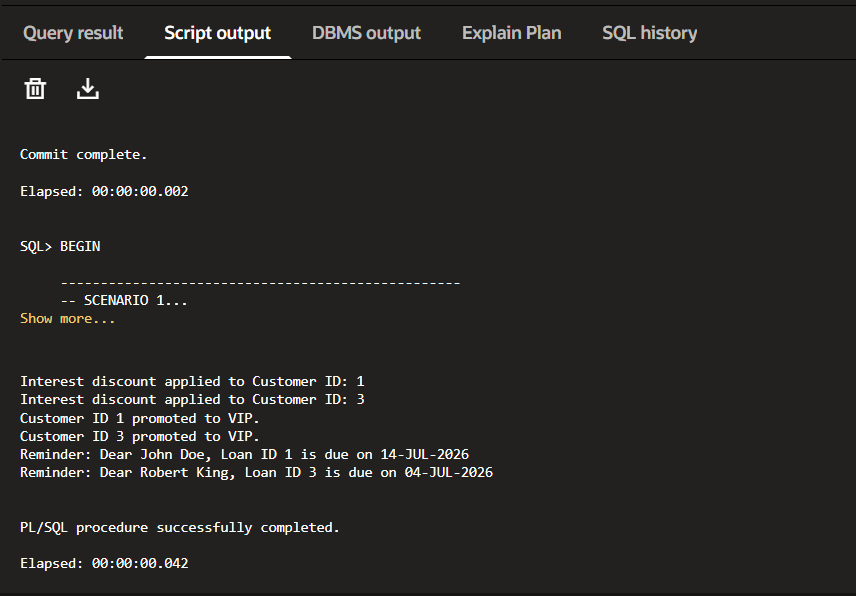 Query result Script output DBMS output Explain Plan SQL history
Commit complete.
Elapsed: 00:00:00.002
SQL> BEGIN
--------------------------------------------------
-- SCENARIO 1...
Show more...
Interest discount applied to Customer ID: 1
Interest discount applied to Customer ID: 3
Customer ID 1 promoted to VIP.
Customer ID 3 promoted to VIP.
Reminder: Dear John Doe, Loan ID 1 is due on 14-JUL-2026
Reminder: Dear Robert King, Loan ID 3 is due on 04-JUL-2026
PL/SQL procedure successfully completed.
Elapsed: 00:00:00.042